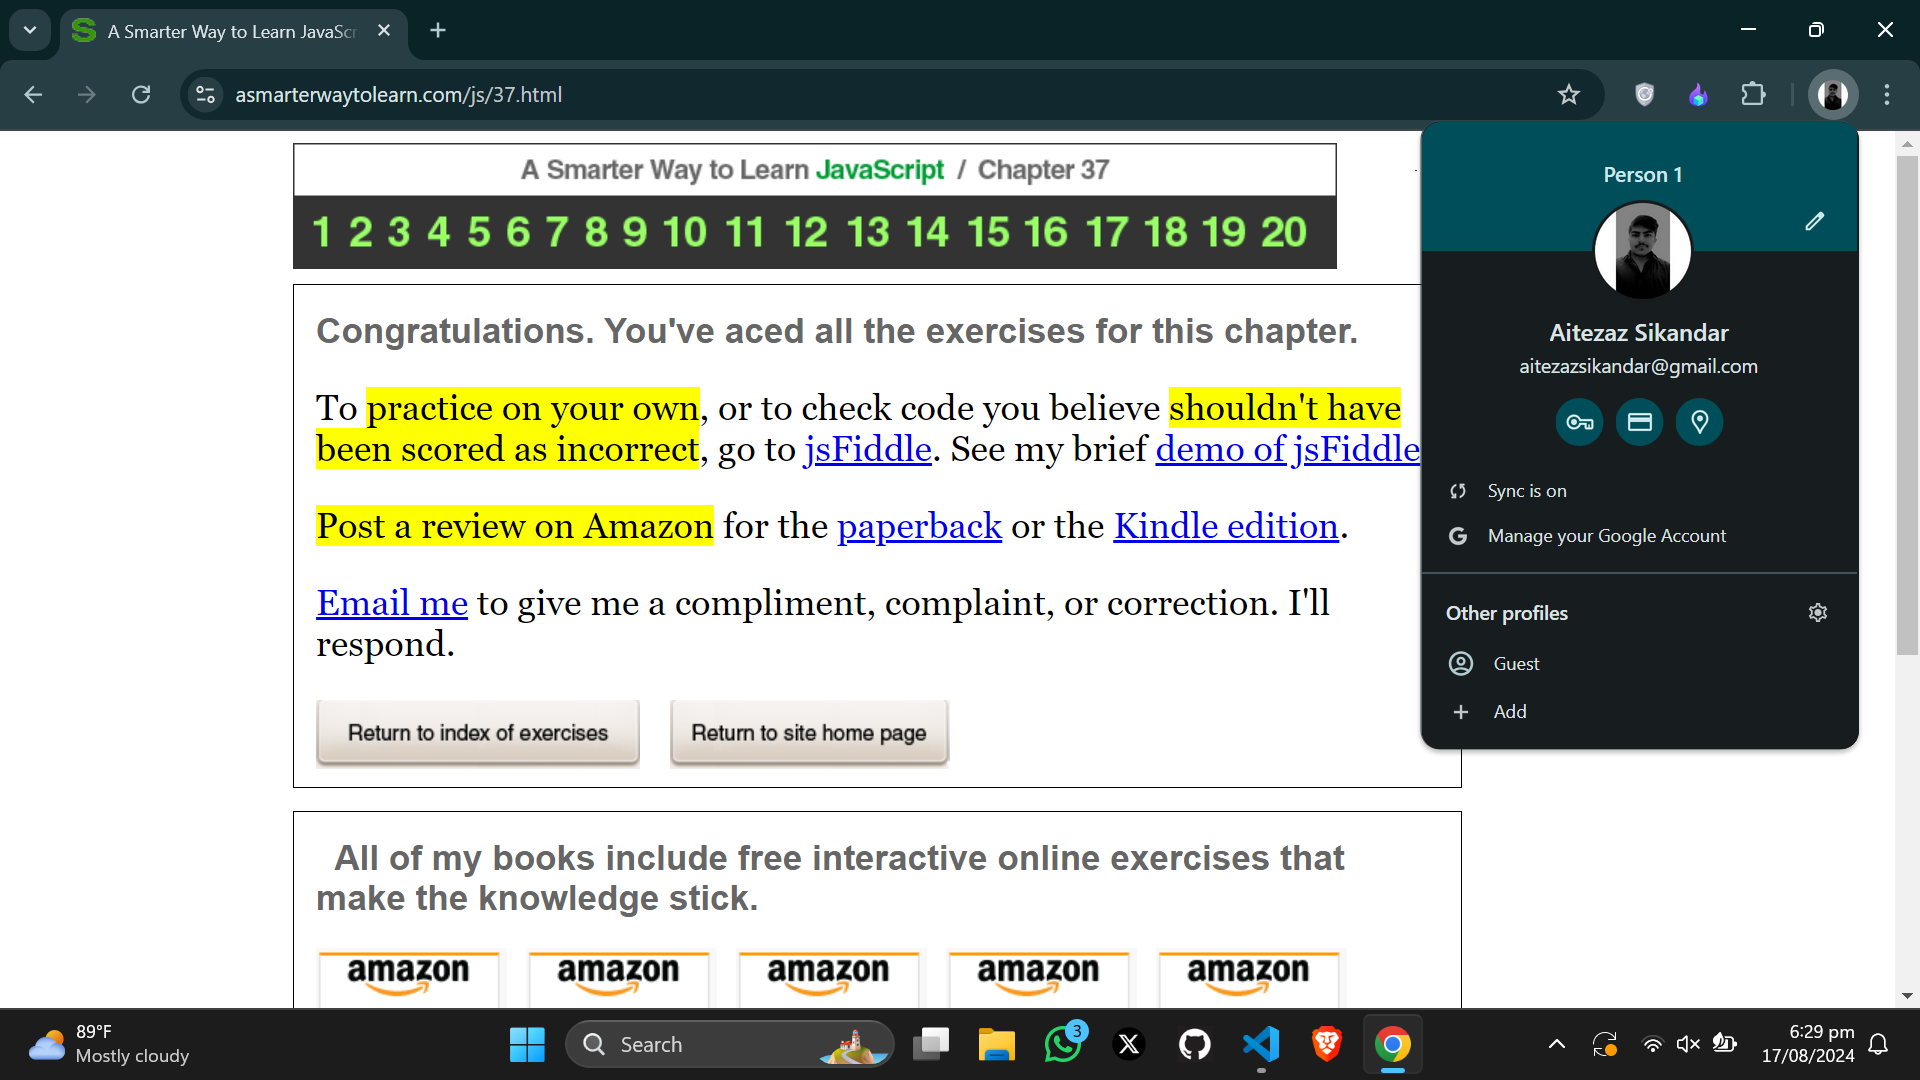 A Smarter Way to Learn JavaScr
asmarterwaytolearn.com/js/37.html
A Smarter Way to Learn JavaScript / Chapter 37
1 2 3 4 5 6 7 8 9 10 11 12 13 14 15 16 17 18 19 20
Congratulations. You've aced all the exercises for this chapter.
To practice on your own, or to check code you believe shouldn't have
been scored as incorrect, go to jsFiddle. See my brief demo of jsFiddle
Post a review on Amazon for the paperback or the Kindle edition.
Email me to give me a compliment, complaint, or correction. I'll
respond.
Return to index of exercises
Return to site home page
All of my books include free interactive online exercises that
make the knowledge stick.
amazon amazon amazon amazon amazon
Person 1
Aitezaz Sikandar
aitezazsikandar@gmail.com
Sync is on
Manage your Google Account
Other profiles
Guest
Add
89°F
Mostly cloudy
Search
3
6:29 pm
17/08/2024